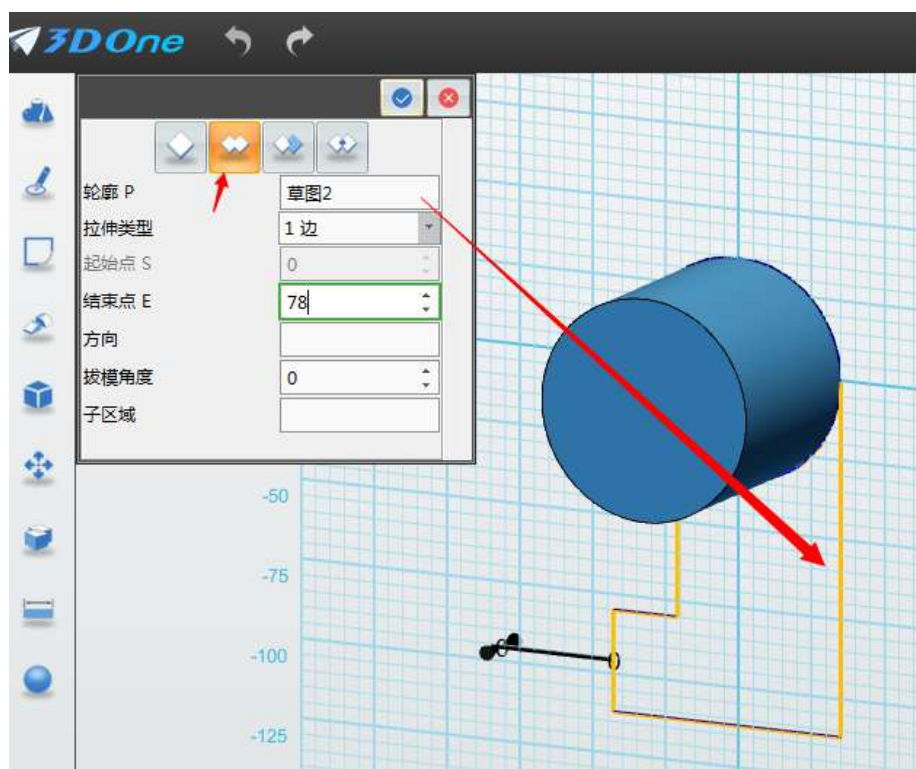 3DOne
轮廓 P 草图2
拉伸类型 1 边
起始点 S 0
结束点 E 78
方向
拔模角度 0
子区域
-50
-75
-100
-125